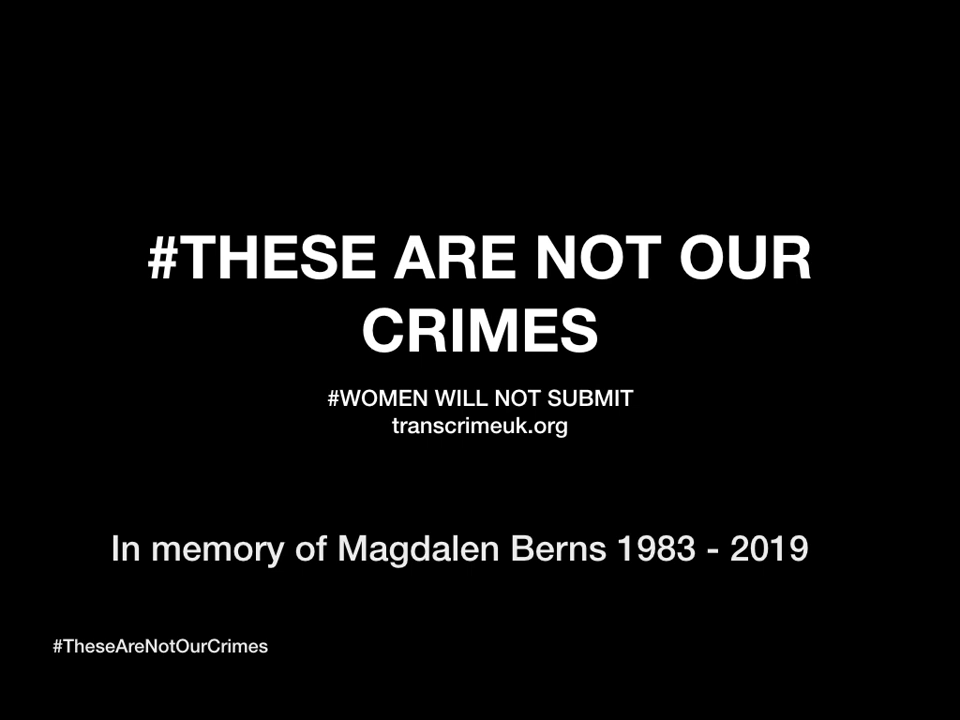 #THESE ARE NOT OUR
CRIMES
#WOMEN WILL NOT SUBMIT
transcrimeuk.org
In memory of Magdalen Berns 1983 - 2019
#TheseAreNotOurCrimes